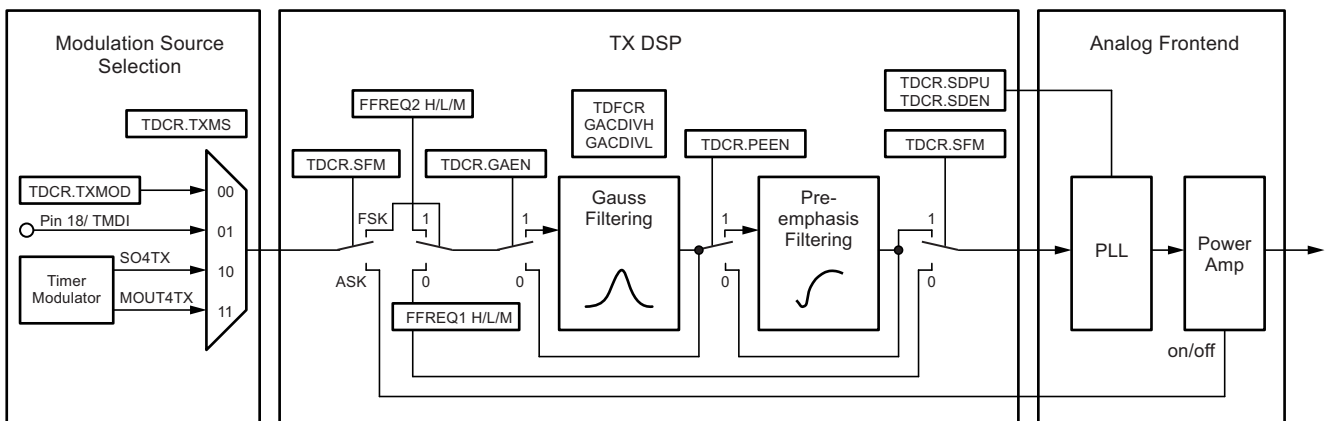 Modulation Source
Selection
TDCR.TXMS
TDCR.TXMOD
00
Pin 18/ TMDI
01
SO4TX
10
Timer
Modulator
MOUT4TX
11
TX DSP
FFREQ2 H/L/M
TDFCR
GACDIVH
GACDIVL
TDCR.SFM
TDCR.GAEN
TDCR.PEEN
TDCR.SDPU
TDCR.SDEN
TDCR.SFM
FSK
1
1
Gauss
Filtering
1
Pre-
emphasis
Filtering
1
ASK
0
0
0
0
FFREQ1 H/L/M
Analog Frontend
PLL
Power
Amp
on/off